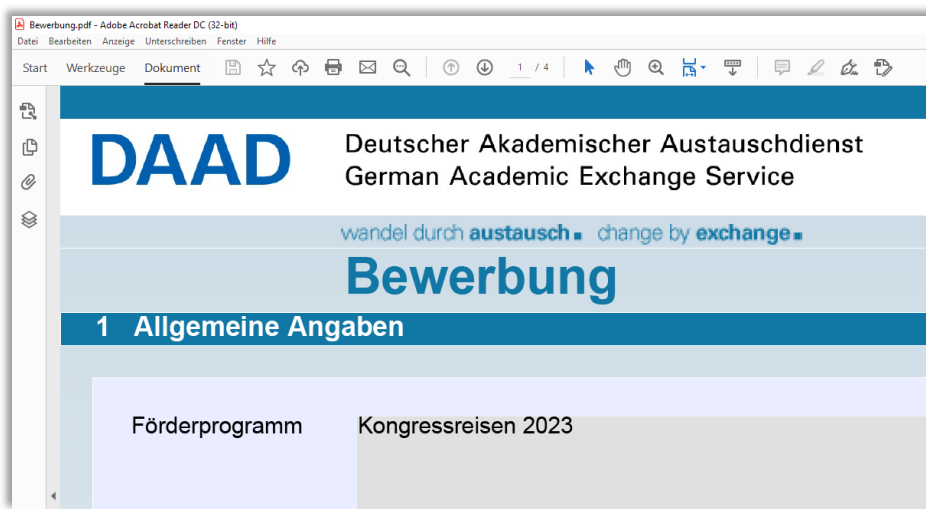 Bewerbung.pdf - Adobe Acrobat Reader DC (32-bit)
Datei Bearbeiten Anzeige Unterschreiben Fenster Hilfe
Start Werkzeuge Dokument 1 / 4
DAAD
Deutscher Akademischer Austauschdienst
German Academic Exchange Service
wandel durch austausch change by exchange
Bewerbung
1 Allgemeine Angaben
Förderprogramm Kongressreisen 2023